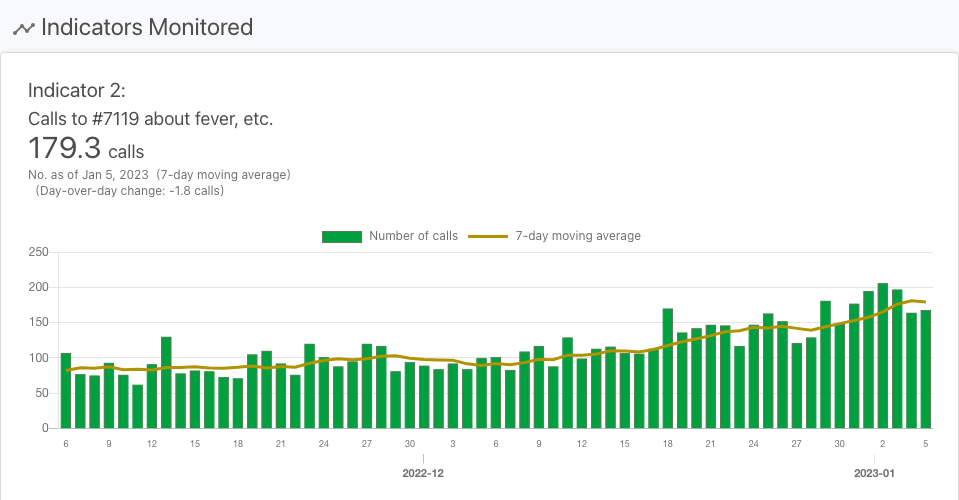 Indicators Monitored
Indicator 2:
Calls to #7119 about fever, etc.
179.3 calls
No. as of Jan 5, 2023 (7-day moving average)
(Day-over-day change: -1.8 calls)
Number of calls 7-day moving average
250
200
150
100
50
0
6 9 12 15 18 21 24 27 30 3 6 9 12 15 18 21 24 27 30 2 5
2022-12 2023-01